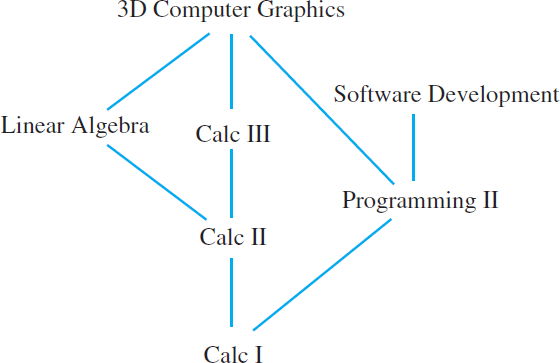 3D Computer Graphics
Software Development
Linear Algebra
Calc III
Programming II
Calc II
Calc I